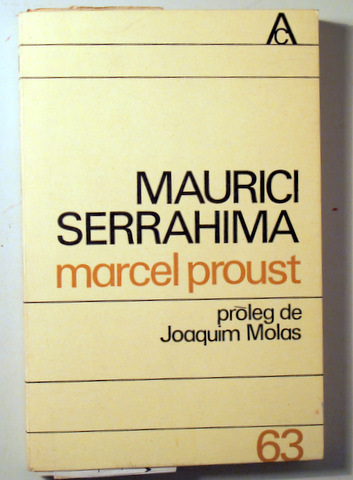 AC
MAURICI
SERRAHIMA
marcel proust
pròleg de
Joaquim Molas
63